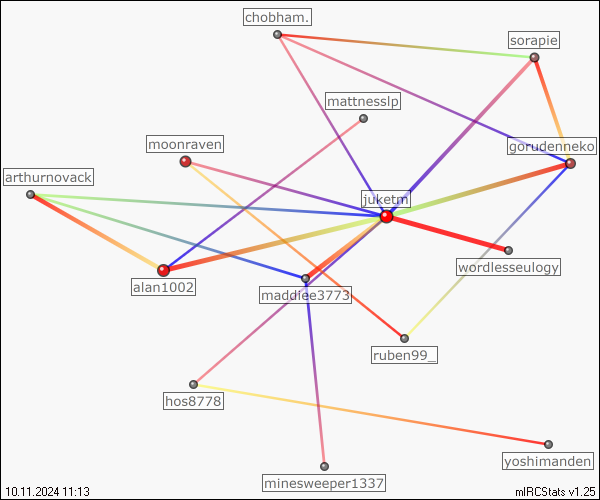 chobham.
sorapie
mattnesslp
moonraven
gorudenneko
arthurnovack
juketm
wordlesseulogy
alan1002
maddiee3773
ruben99_
hos8778
yoshimanden
minesweeper1337
10.11.2024 11:13
mIRCStats v1.25